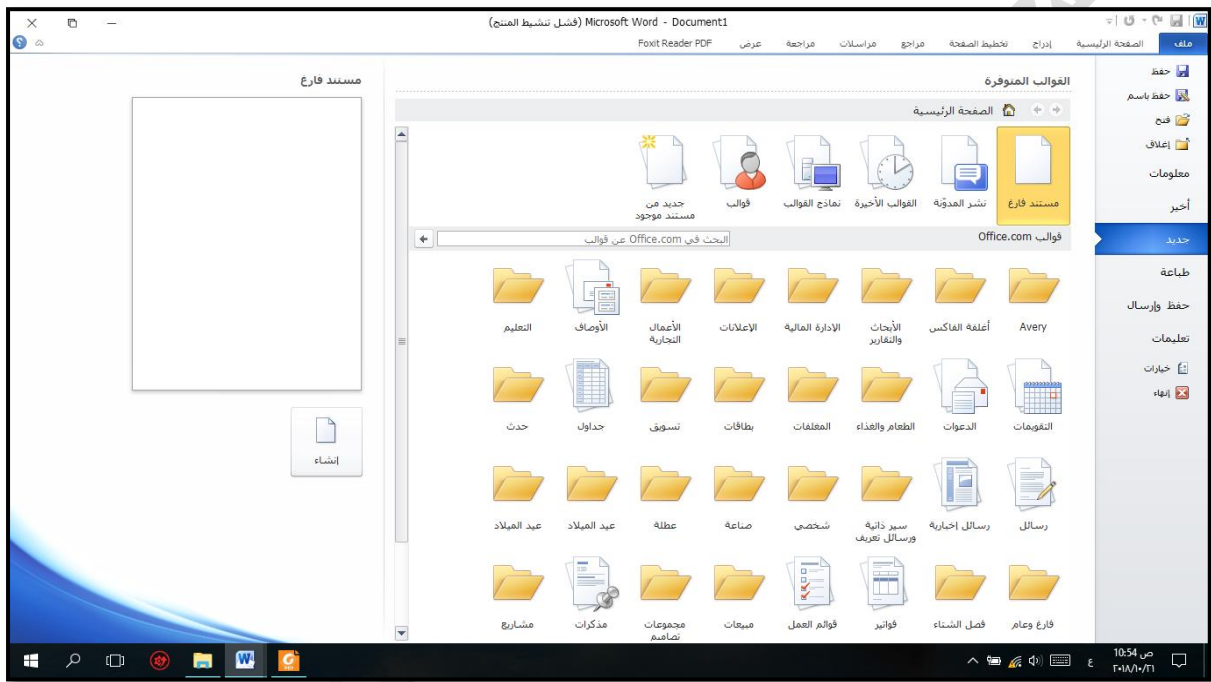 Microsoft Word - Document1 (فشل تنشيط المنتج)
ملف الصفحة الرئيسية إدراج تخطيط الصفحة مراجع مراسلات مراجعة عرض Foxit Reader PDF
حفظ
حفظ باسم
فتح
إغلاق
معلومات
أخير
جديد
طباعة
حفظ وإرسال
تعليمات
خيارات
إنهاء
القوالب المتوفرة
الصفحة الرئيسية
مستند فارغ
نشر المدوّنة
القوالب الأخيرة
نماذج القوالب
قوالب
جديد من
مستند موجود
قوالب Office.com
البحث في Office.com عن قوالب
Avery
أغلفة الفاكس
الأبحاث
والتقارير
الإدارة المالية
الإعلانات
الأعمال
التجارية
الأوصاف
التعليم
التقويمات
الدعوات
الطعام والغذاء
المغلفات
بطاقات
تسويق
جداول
حدث
رسائل
رسائل إخبارية
سير ذاتية
ورسائل تعريف
شخصي
صناعة
عطلة
عيد الميلاد
عيد الميلاد
فارغ وعام
فصل الشتاء
فواتير
قوائم العمل
مبيعات
مجموعات
تصاميم
مذكرات
مشاريع
مستند فارغ
إنشاء
ع
10:54 ص
٢٠١٨/١٠/٢١